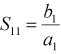 S₁₁ = b₁/a₁